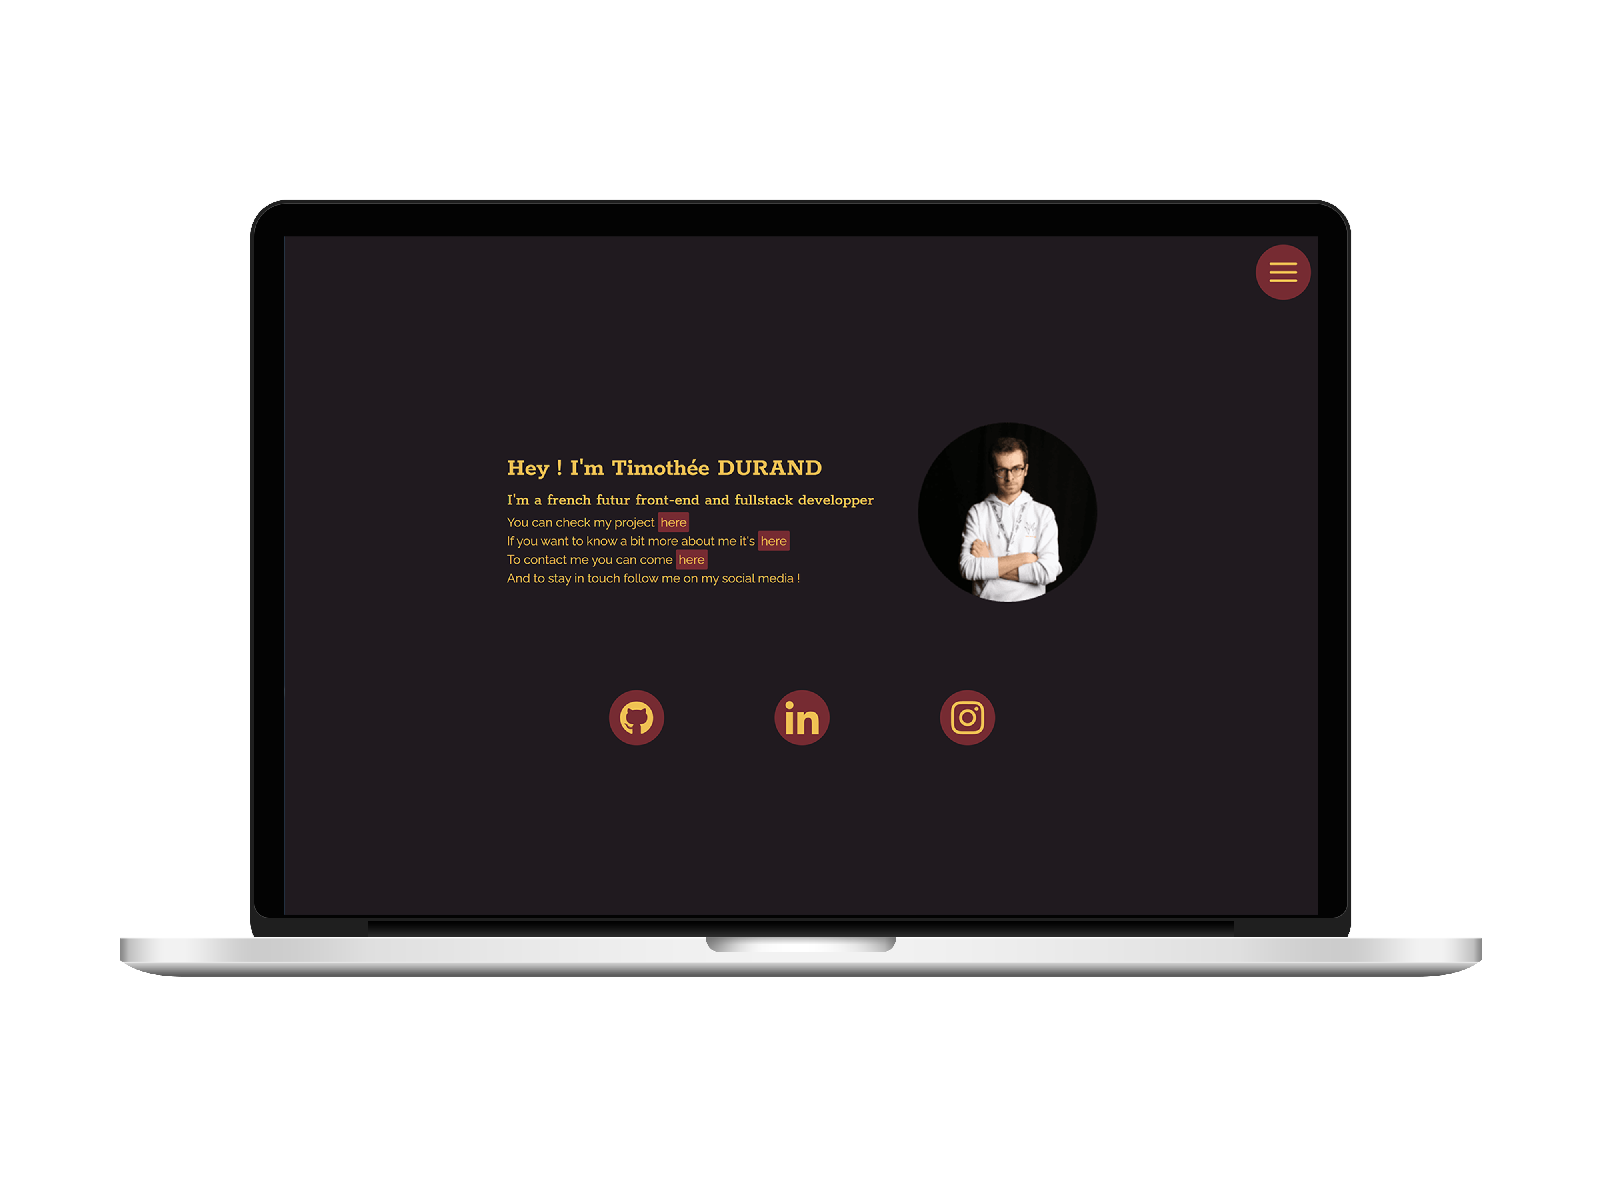 Hey ! I'm Timothée DURAND
I'm a french futur front-end and fullstack developper
You can check my project here
If you want to know a bit more about me it's here
To contact me you can come here
And to stay in touch follow me on my social media !
in